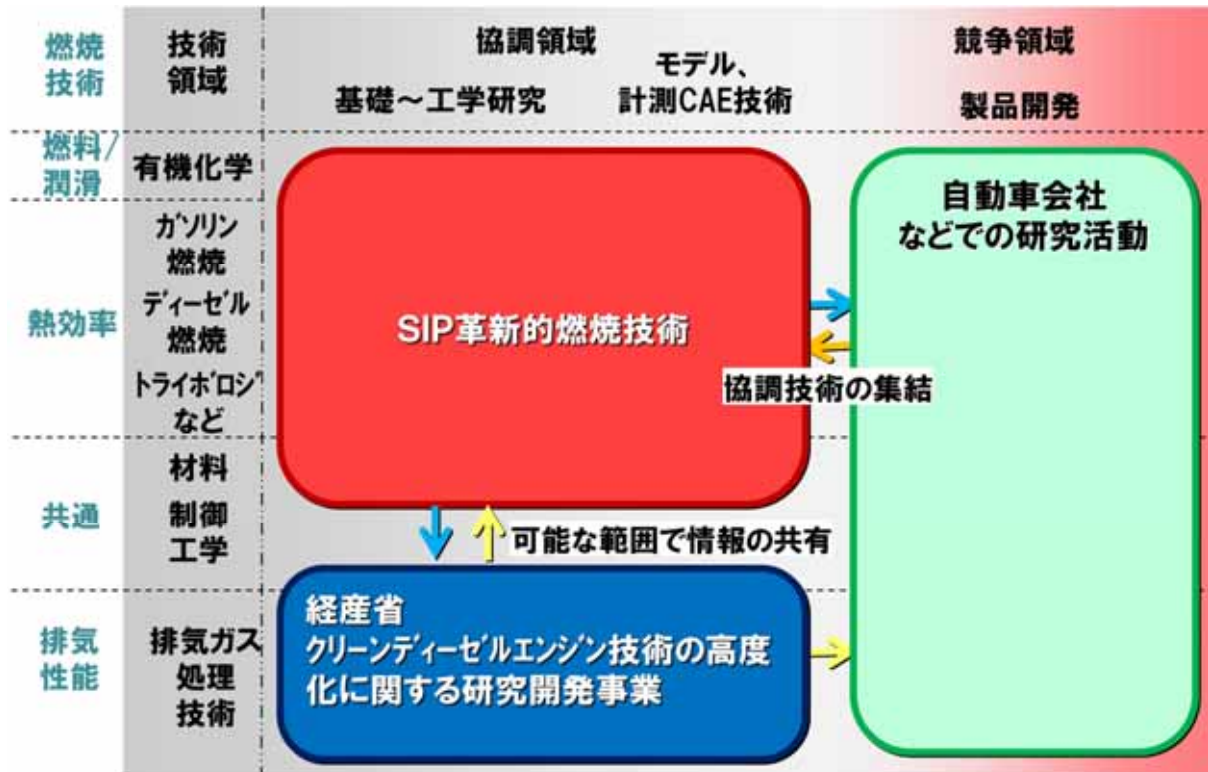 燃焼
技術
技術
領域
協調領域
基礎～工学研究
モデル、
計測CAE技術
競争領域
製品開発
燃料/
潤滑
有機化学
熱効率
ｶﾞｿﾘﾝ
燃焼
ﾃﾞｨｰｾﾞﾙ
燃焼
ﾄﾗｲﾎﾞﾛｼﾞ
など
共通
材料
制御
工学
排気
性能
排気ガス
処理
技術
SIP革新的燃焼技術
自動車会社
などでの研究活動
協調技術の集結
可能な範囲で情報の共有
経産省
ｸﾘｰﾝﾃﾞｨｰｾﾞﾙｴﾝｼﾞﾝ技術の高度
化に関する研究開発事業